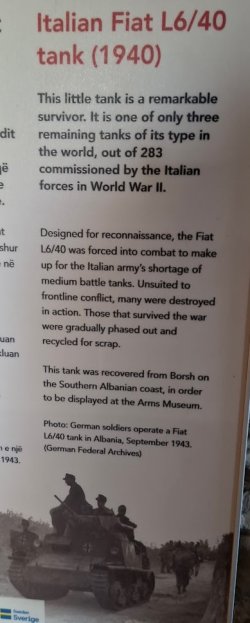 Italian Fiat L6/40
tank (1940)
This little tank is a remarkable
survivor. It is one of only three
remaining tanks of its type in
the world, out of 283
commissioned by the Italian
forces in World War II.
Designed for reconnaissance, the Fiat
L6/40 was forced into combat to make
up for the Italian army's shortage of
medium battle tanks. Unsuited to
frontline conflict, many were destroyed
in action. Those that survived the war
were gradually phased out and
recycled for scrap.
This tank was recovered from Borsh on
the Southern Albanian coast, in order
to be displayed at the Arms Museum.
Photo: German soldiers operate a Fiat
L6/40 tank in Albania, September 1943.
(German Federal Archives)
dit
një
1943.
Sweden
Sverige